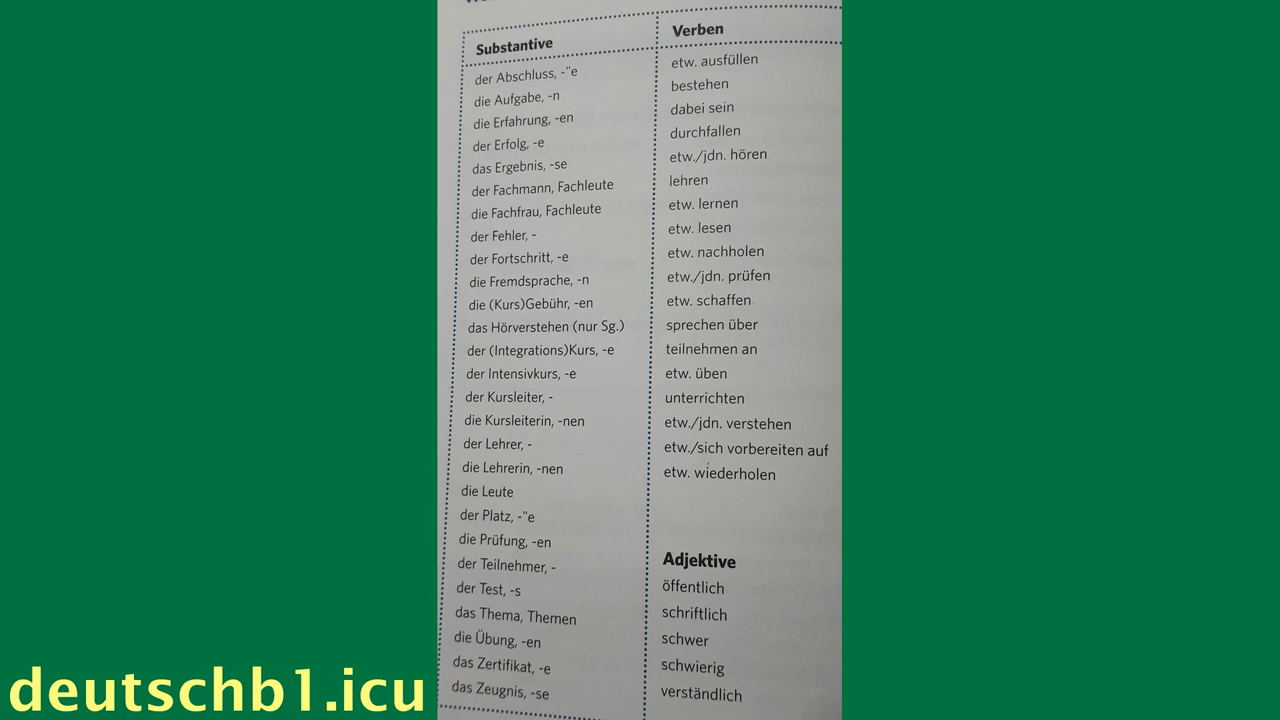 Substantive
der Abschluss, -"e
die Aufgabe, -n
die Erfahrung, -en
der Erfolg, -e
das Ergebnis, -se
der Fachmann, Fachleute
die Fachfrau, Fachleute
der Fehler, -
der Fortschritt, -e
die Fremdsprache, -n
die (Kurs)Gebühr, -en
das Hörverstehen (nur Sg.)
der (Integrations)Kurs, -e
der Intensivkurs, -e
der Kursleiter, -
die Kursleiterin, -nen
der Lehrer, -
die Lehrerin, -nen
die Leute
der Platz, -"e
die Prüfung, -en
der Teilnehmer, -
der Test, -s
das Thema, Themen
die Übung, -en
das Zertifikat, -e
das Zeugnis, -se
Verben
etw. ausfüllen
bestehen
dabei sein
durchfallen
etw./jdn. hören
lehren
etw. lernen
etw. lesen
etw. nachholen
etw./jdn. prüfen
etw. schaffen
sprechen über
teilnehmen an
etw. üben
unterrichten
etw./jdn. verstehen
etw./sich vorbereiten auf
etw. wiederholen
Adjektive
öffentlich
schriftlich
schwer
schwierig
verständlich
deutschb1.icu